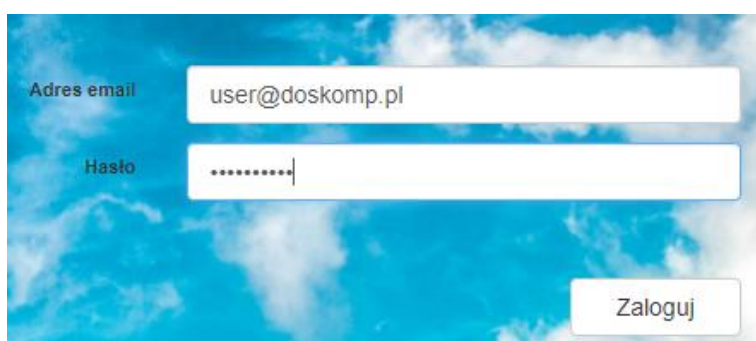 Adres email
user@doskomp.pl
Hasło
••••••••••
Zaloguj